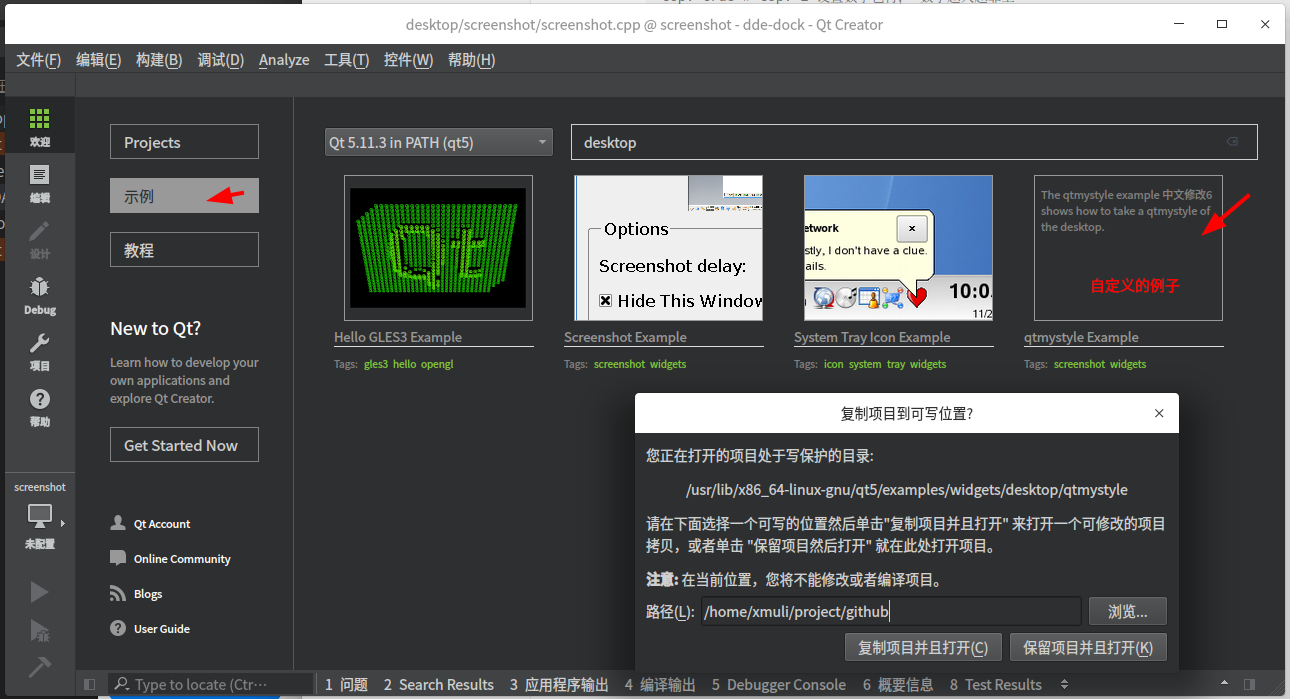 desktop/screenshot/screenshot.cpp @ screenshot - dde-dock - Qt Creator
文件(F) 编辑(E) 构建(B) 调试(D) Analyze 工具(T) 控件(W) 帮助(H)
欢迎
编辑
设计
Debug
项目
帮助
screenshot
未配置
Projects
示例
教程
New to Qt?
Learn how to develop your
own applications and
explore Qt Creator.
Get Started Now
Qt Account
Online Community
Blogs
User Guide
Qt 5.11.3 in PATH (qt5)
desktop
Qt
Hello GLES3 Example
Tags: gles3 hello opengl
Options
Screenshot delay:
Hide This Window
Screenshot Example
Tags: screenshot widgets
etwork
stly, I don't have a clue.
ails.
10:0
11/2
System Tray Icon Example
Tags: icon system tray widgets
The qtmystyle example 中文修改6
shows how to take a qtmystyle of
the desktop.
自定义的例子
qtmystyle Example
Tags: screenshot widgets
复制项目到可写位置?
您正在打开的项目处于写保护的目录:
/usr/lib/x86_64-linux-gnu/qt5/examples/widgets/desktop/qtmystyle
请在下面选择一个可写的位置然后单击"复制项目并且打开" 来打开一个可修改的项目
拷贝，或者单击 "保留项目然后打开" 就在此处打开项目。
注意: 在当前位置，您将不能修改或者编译项目。
路径(L): /home/xmuli/project/github
浏览...
复制项目并且打开(C) 保留项目并且打开(K)
Type to locate (Ctr...
1 问题 2 Search Results 3 应用程序输出 4 编译输出 5 Debugger Console 6 概要信息 8 Test Results